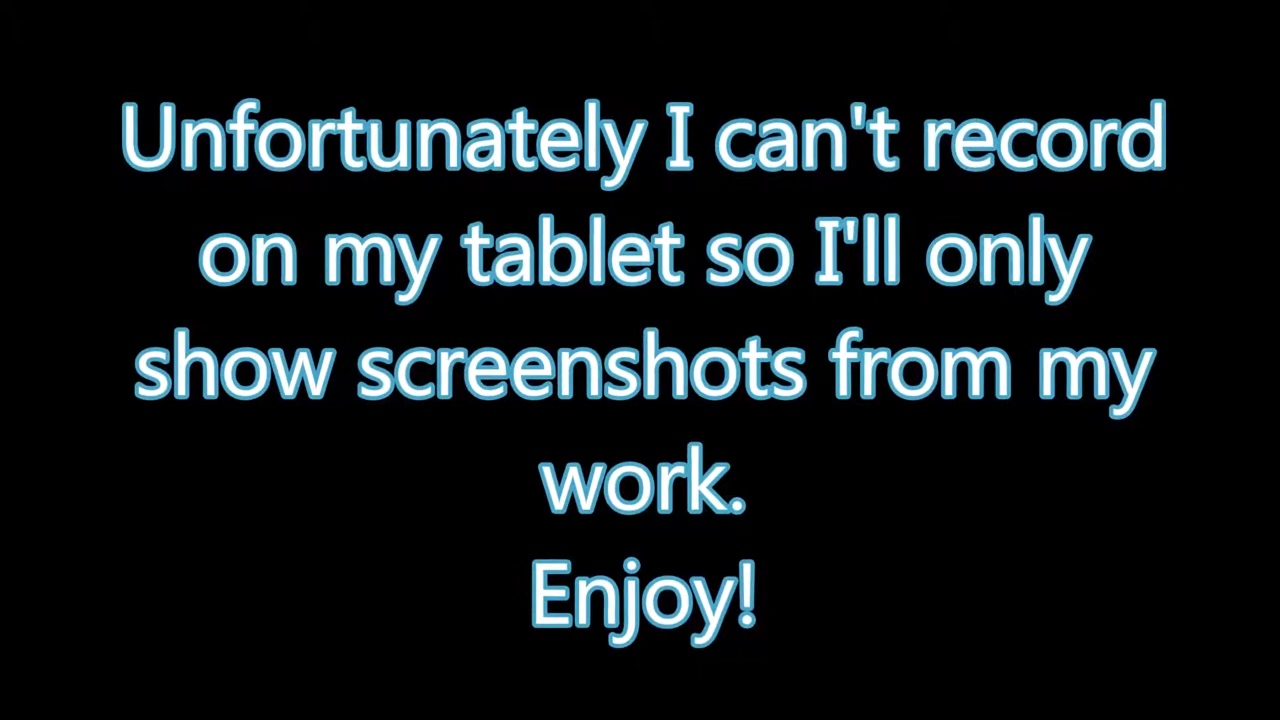 Unfortunately I can't record
on my tablet so I'll only
show screenshots from my
work.
Enjoy!